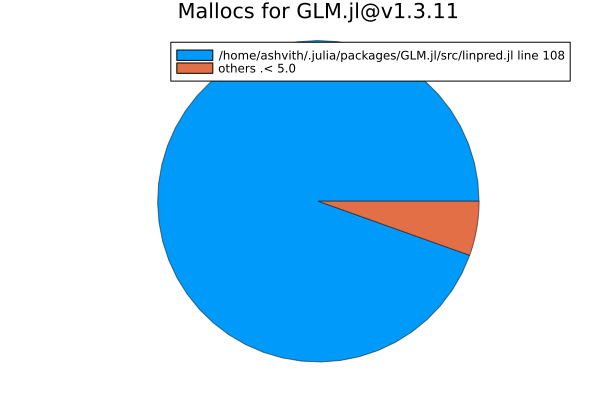 Mallocs for GLM.jl@v1.3.11
/home/ashvith/.julia/packages/GLM.jl/src/linpred.jl line 108
others .< 5.0